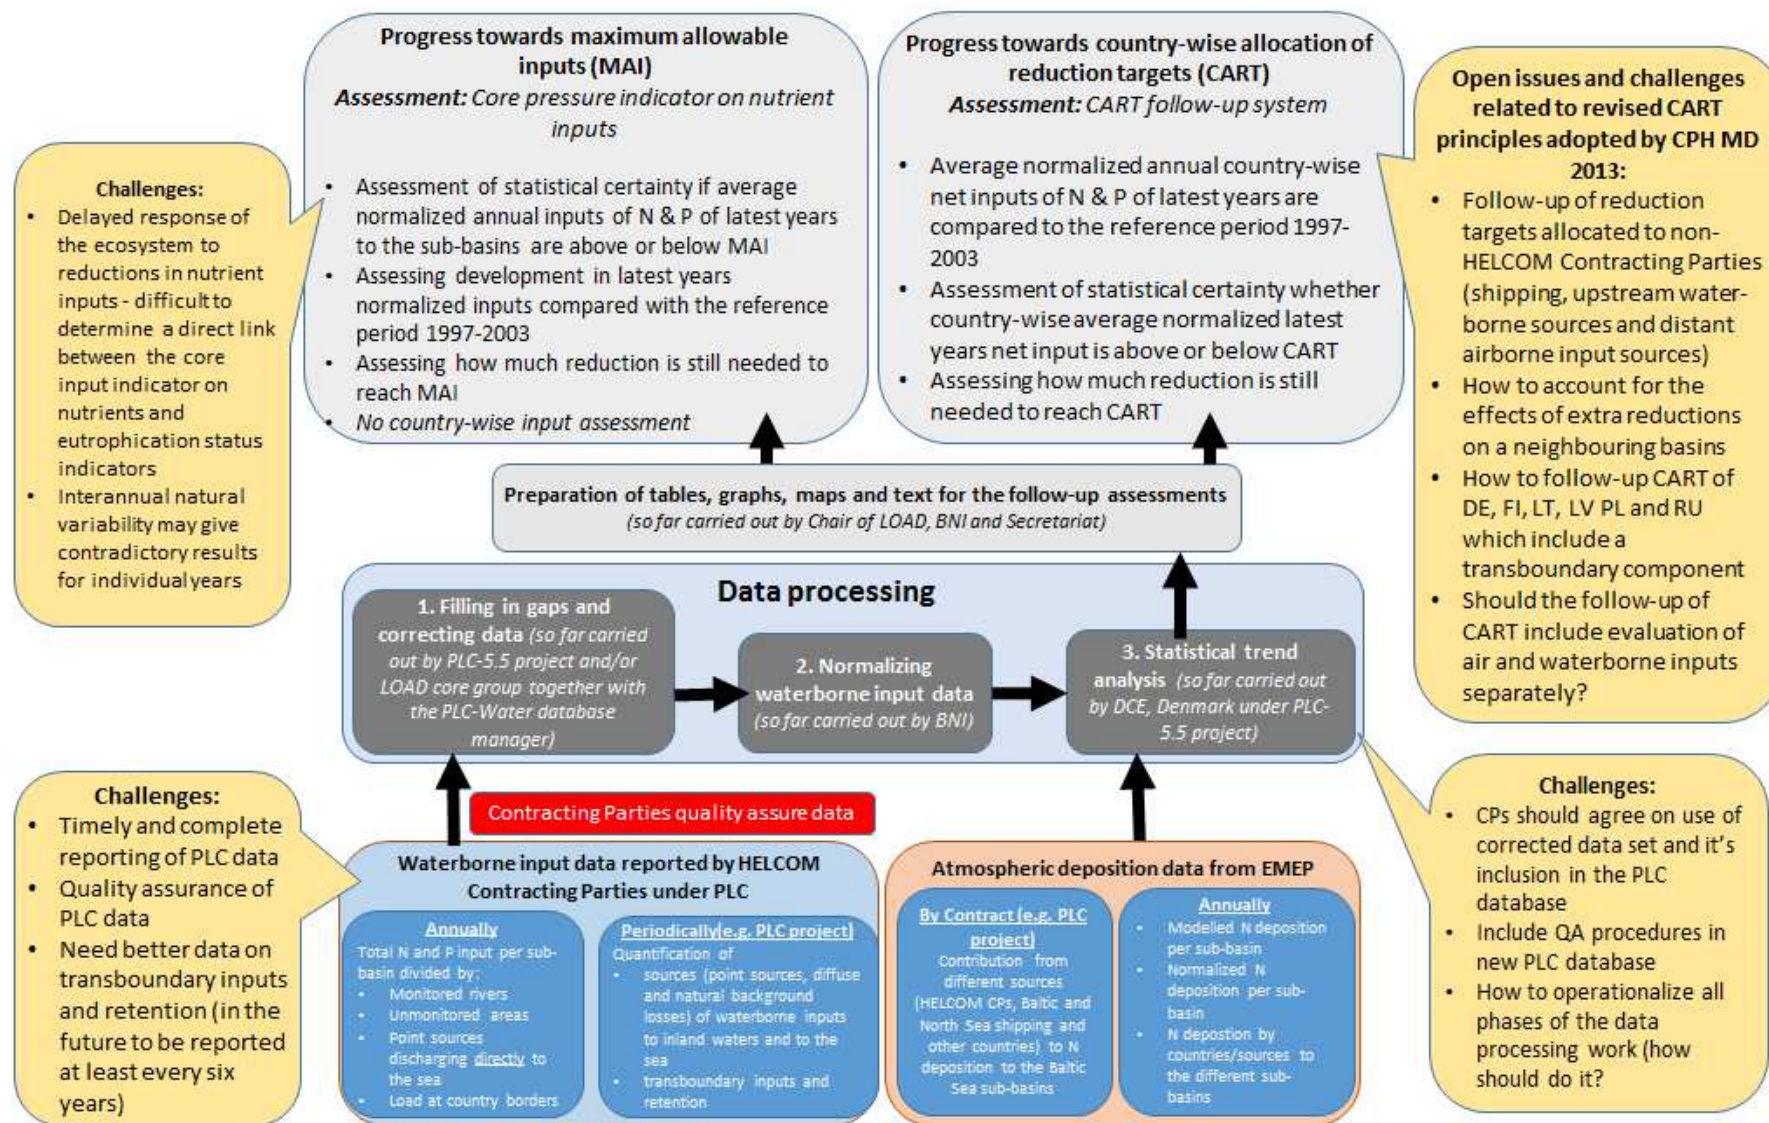 Progress towards maximum allowable
inputs (MAI)
Assessment: Core pressure indicator on nutrient
inputs
• Assessment of statistical certainty if average
normalized annual inputs of N & P of latest years
to the sub-basins are above or below MAI
• Assessing development in latest years
normalized inputs compared with the reference
period 1997-2003
• Assessing how much reduction is still needed to
reach MAI
• No country-wise input assessment
Progress towards country-wise allocation of
reduction targets (CART)
Assessment: CART follow-up system
• Average normalized annual country-wise
net inputs of N & P of latest years are
compared to the reference period 1997-
2003
• Assessment of statistical certainty whether
country-wise average normalized latest
years net input is above or below CART
• Assessing how much reduction is still
needed to reach CART
Open issues and challenges
related to revised CART
principles adopted by CPH MD
2013:
• Follow-up of reduction
targets allocated to non-
HELCOM Contracting Parties
(shipping, upstream water-
borne sources and distant
airborne input sources)
• How to account for the
effects of extra reductions
on a neighbouring basins
• How to follow-up CART of
DE, FI, LT, LV PL and RU
which include a
transboundary component
• Should the follow-up of
CART include evaluation of
air and waterborne inputs
separately?
Challenges:
• Delayed response of
the ecosystem to
reductions in nutrient
inputs - difficult to
determine a direct link
between the core
input indicator on
nutrients and
eutrophication status
indicators
• Interannual natural
variability may give
contradictory results
for individual years
Preparation of tables, graphs, maps and text for the follow-up assessments
(so far carried out by Chair of LOAD, BNI and Secretariat)
Data processing
1. Filling in gaps and
correcting data (so far carried
out by PLC-5.5 project and/or
LOAD core group together with
the PLC-Water database
manager)
2. Normalizing
waterborne input data
(so far carried out by BNI)
3. Statistical trend
analysis (so far carried out
by DCE, Denmark under PLC-
5.5 project)
Challenges:
• Timely and complete
reporting of PLC data
• Quality assurance of
PLC data
• Need better data on
transboundary inputs
and retention (in the
future to be reported
at least every six
years)
Contracting Parties quality assure data
Waterborne input data reported by HELCOM
Contracting Parties under PLC
Annually
Total N and P input per sub-
basin divided by:
• Monitored rivers
• Unmonitored areas
• Point sources
discharging directly to
the sea
• Load at country borders
Periodically(e.g. PLC project)
Quantification of
• sources (point sources, diffuse
and natural background
losses) of waterborne inputs
to inland waters and to the
sea
• transboundary inputs and
retention
Atmospheric deposition data from EMEP
By Contract (e.g. PLC
project)
Contribution from
different sources
(HELCOM CPs, Baltic and
North Sea shipping and
other countries) to N
deposition to the Baltic
Sea sub-basins
Annually
• Modelled N deposition
per sub-basin
• Normalized N
deposition per sub-
basin
• N depostion by
countries/sources to
the different sub-
basins
Challenges:
• CPs should agree on use of
corrected data set and it's
inclusion in the PLC
database
• Include QA procedures in
new PLC database
• How to operationalize all
phases of the data
processing work (how
should do it?